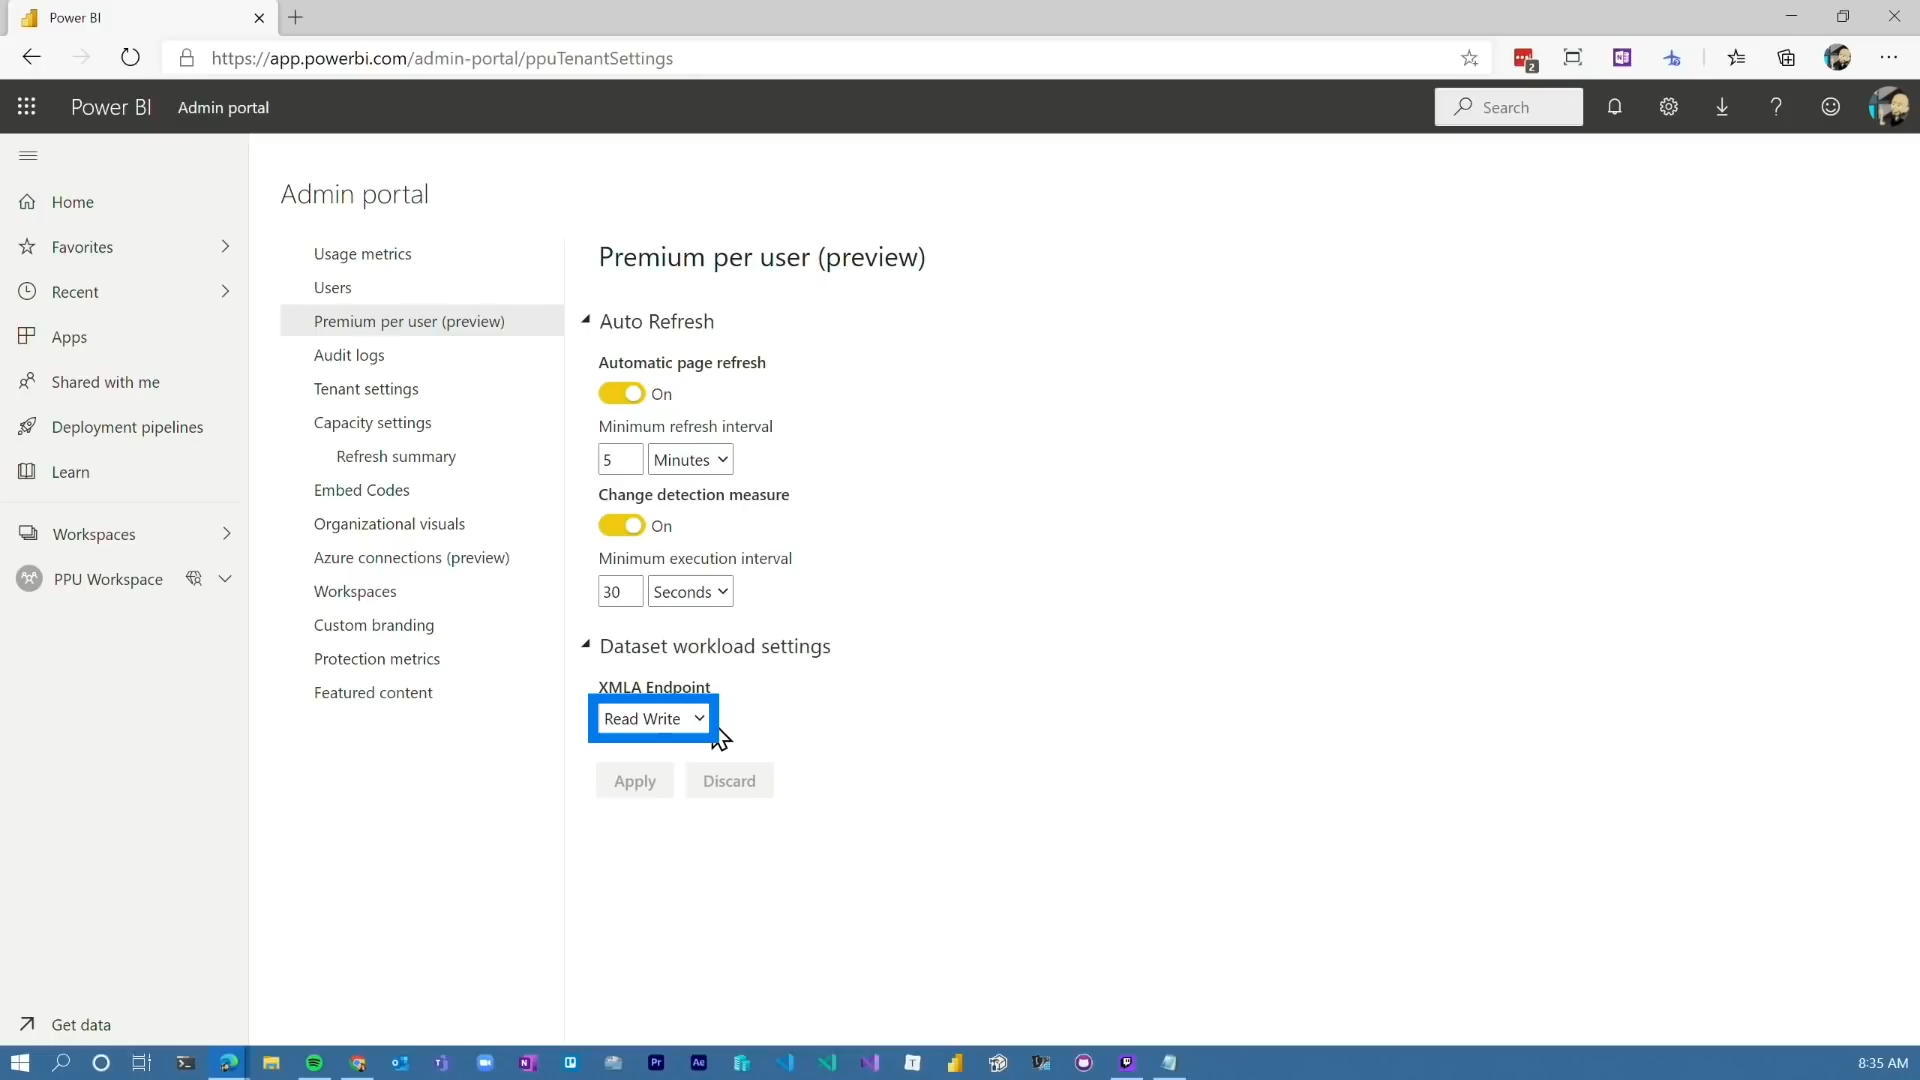 Power BI
https://app.powerbi.com/admin-portal/ppuTenantSettings
2
Power BI
Admin portal
Search
Home
Favorites
Recent
Apps
Shared with me
Deployment pipelines
Learn
Workspaces
PPU Workspace
Get data
Admin portal
Usage metrics
Users
Premium per user (preview)
Audit logs
Tenant settings
Capacity settings
Refresh summary
Embed Codes
Organizational visuals
Azure connections (preview)
Workspaces
Custom branding
Protection metrics
Featured content
Premium per user (preview)
Auto Refresh
Automatic page refresh
On
Minimum refresh interval
5 Minutes
Change detection measure
On
Minimum execution interval
30 Seconds
Dataset workload settings
XMLA Endpoint
Read Write
Apply Discard
Pr
Ae
8:35 AM